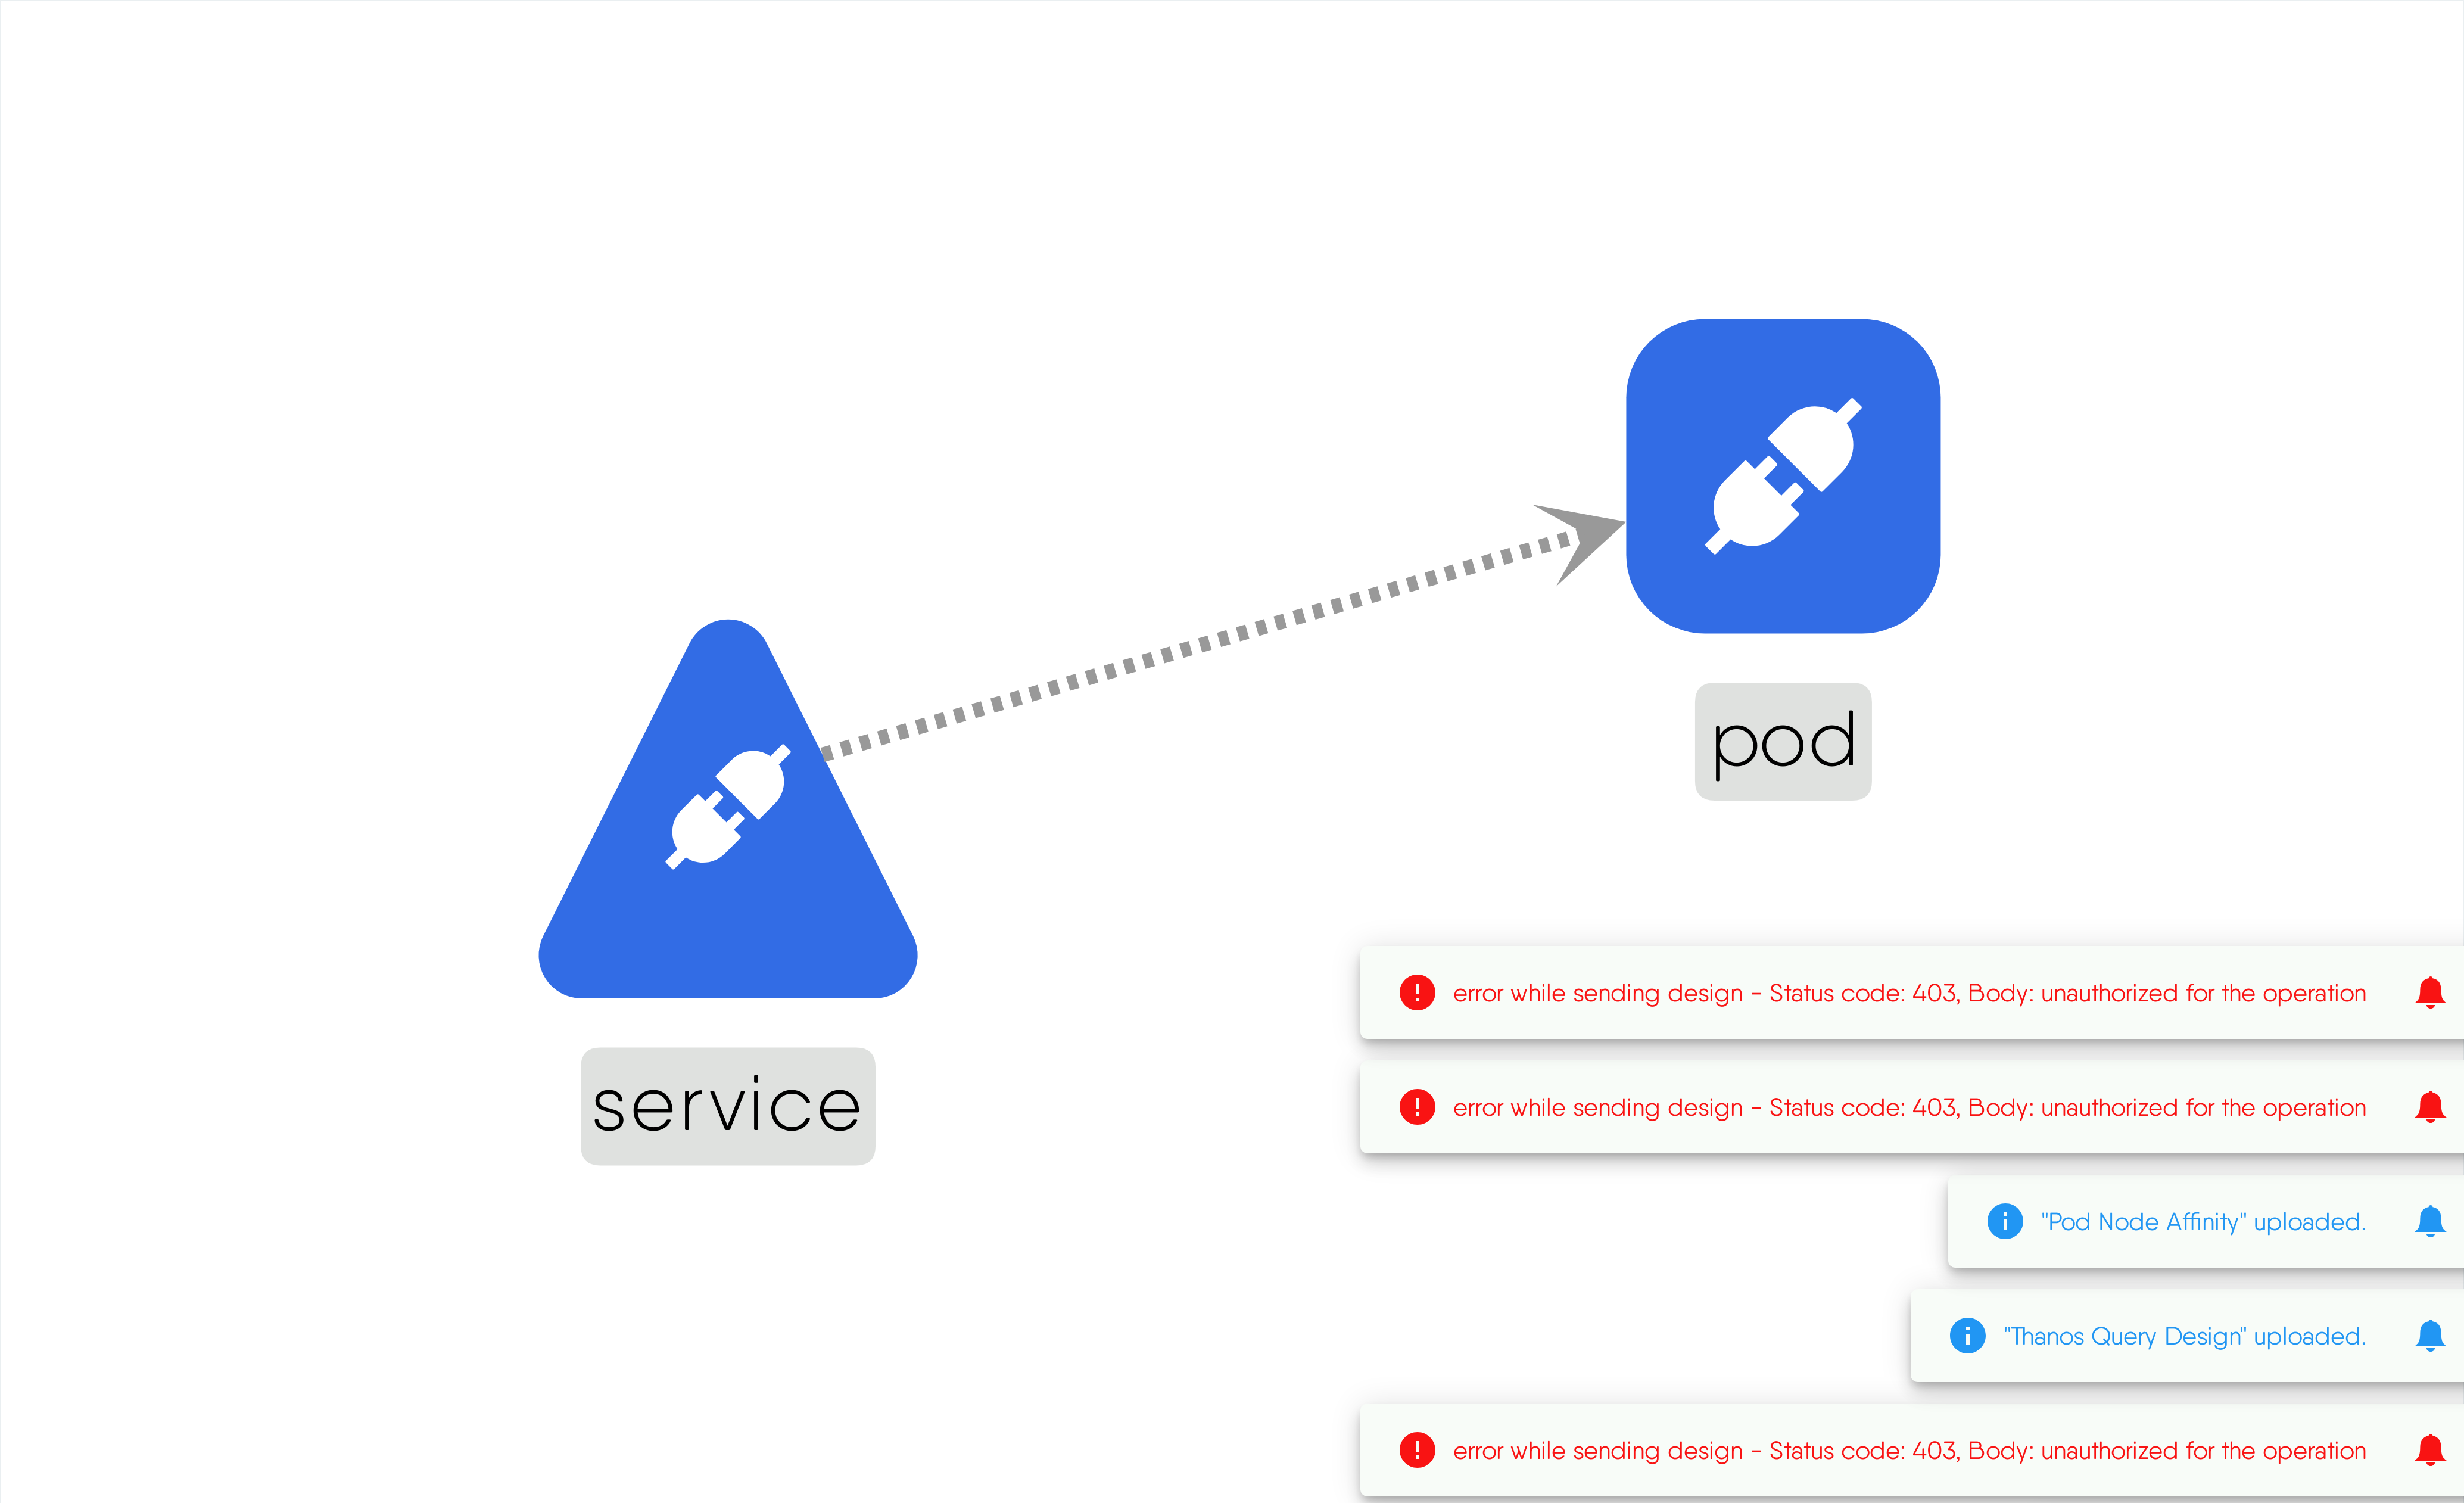 pod
service
error while sending design - Status code: 403, Body: unauthorized for the operation
error while sending design - Status code: 403, Body: unauthorized for the operation
"Pod Node Affinity" uploaded.
"Thanos Query Design" uploaded.
error while sending design - Status code: 403, Body: unauthorized for the operation